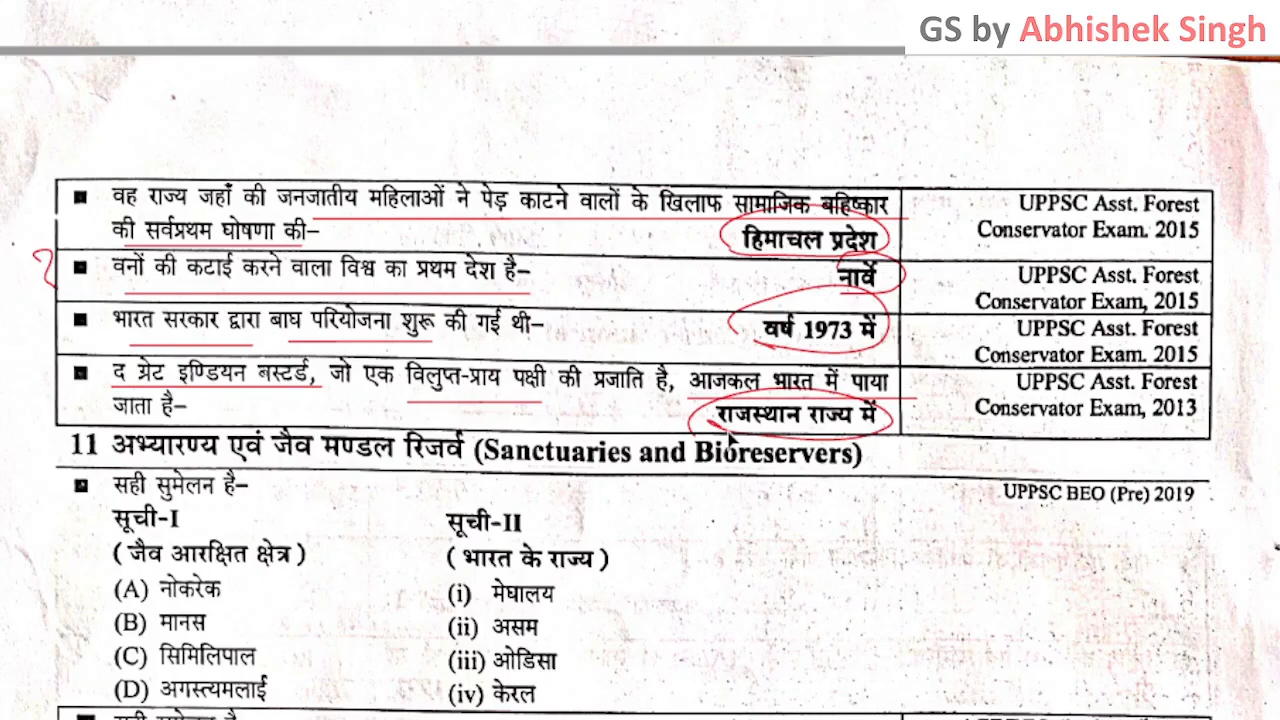 GS by Abhishek Singh
■ वह राज्य जहाँ की जनजातीय महिलाओं ने पेड़ काटने वालों के खिलाफ सामाजिक बहिष्कार
की सर्वप्रथम घोषणा की– हिमाचल प्रदेश
UPPSC Asst. Forest
Conservator Exam. 2015
■ वनों की कटाई करने वाला विश्व का प्रथम देश है– नार्वे
UPPSC Asst. Forest
Conservator Exam, 2015
■ भारत सरकार द्वारा बाघ परियोजना शुरू की गई थी– वर्ष 1973 में
UPPSC Asst. Forest
Conservator Exam. 2015
■ द ग्रेट इण्डियन बस्टर्ड, जो एक विलुप्त-प्राय पक्षी की प्रजाति है, आजकल भारत में पाया
जाता है– राजस्थान राज्य में
UPPSC Asst. Forest
Conservator Exam, 2013
11 अभ्यारण्य एवं जैव मण्डल रिजर्व (Sanctuaries and Bioreservers)
■ सही सुमेलन है– UPPSC BEO (Pre) 2019
सूची-I सूची-II
(जैव आरक्षित क्षेत्र) (भारत के राज्य)
(A) नोकरेक (i) मेघालय
(B) मानस (ii) असम
(C) सिमिलिपाल (iii) ओडिसा
(D) अगस्त्यमलाई (iv) केरल